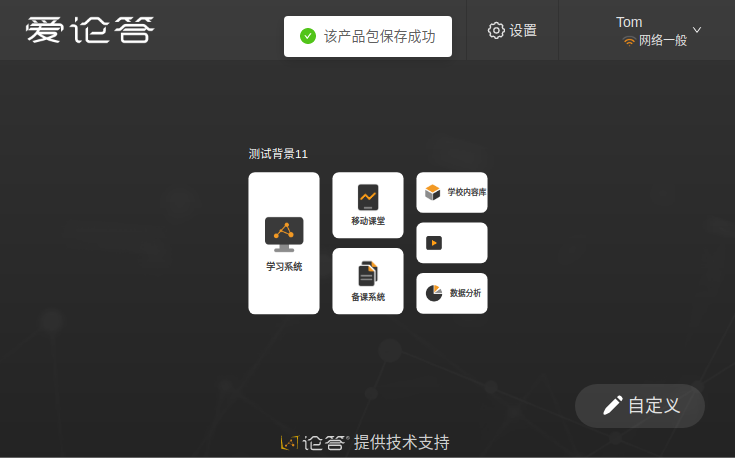 爱论答
该产品包保存成功
设置
Tom
网络一般
测试背景11
学习系统
移动课堂
备课系统
学校内容库
数据分析
自定义
论答® 提供技术支持